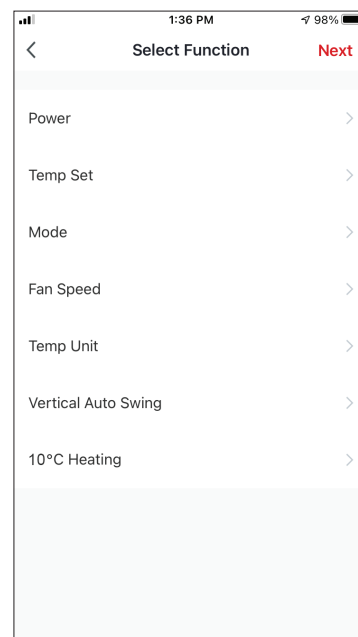 1:36 PM 98%
Select Function Next
Power
Temp Set
Mode
Fan Speed
Temp Unit
Vertical Auto Swing
10°C Heating